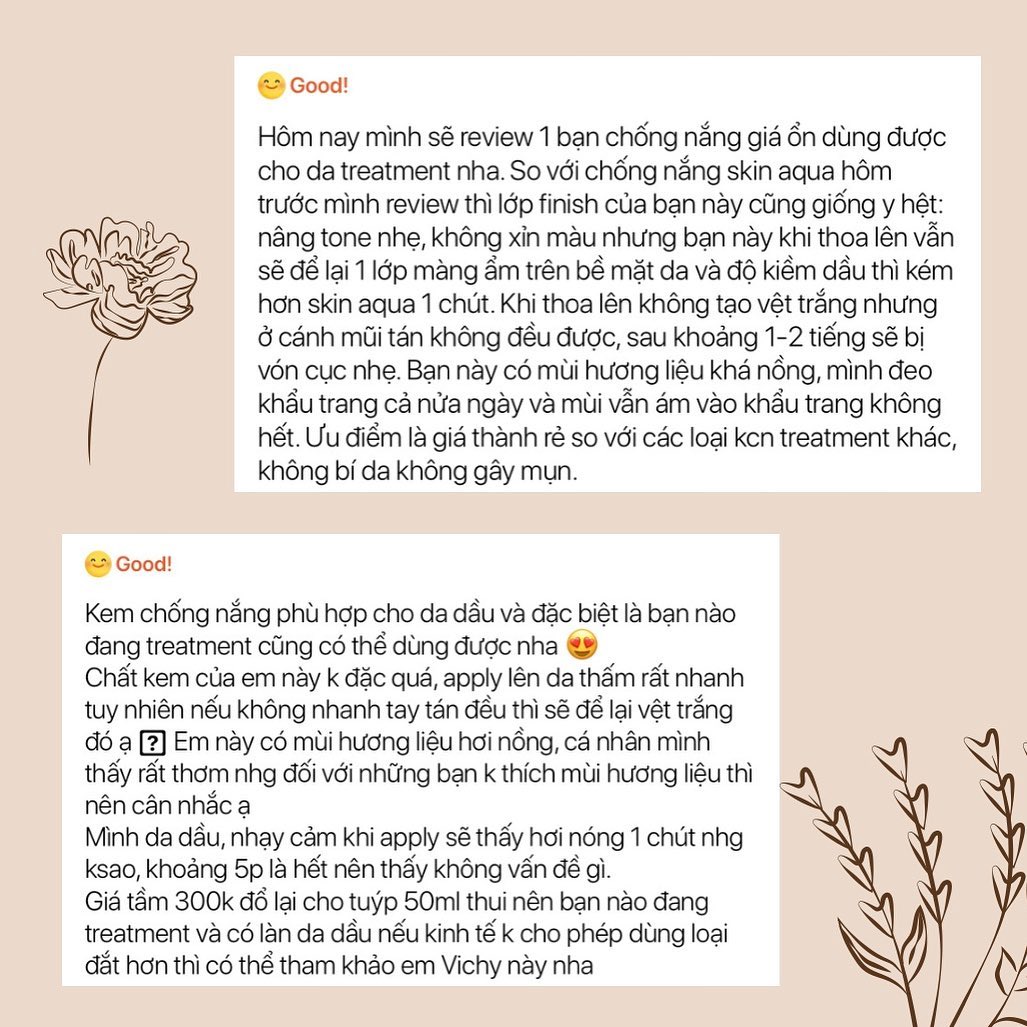 😊 Good!
Hôm nay mình sẽ review 1 bạn chống nắng giá ổn dùng được
cho da treatment nha. So với chống nắng skin aqua hôm
trước mình review thì lớp finish của bạn này cũng giống y hệt:
nâng tone nhẹ, không xỉn màu nhưng bạn này khi thoa lên vẫn
sẽ để lại 1 lớp màng ẩm trên bề mặt da và độ kiềm dầu thì kém
hơn skin aqua 1 chút. Khi thoa lên không tạo vệt trắng nhưng
ở cánh mũi tán không đều được, sau khoảng 1-2 tiếng sẽ bị
vón cục nhẹ. Bạn này có mùi hương liệu khá nồng, mình đeo
khẩu trang cả nửa ngày và mùi vẫn ám vào khẩu trang không
hết. Ưu điểm là giá thành rẻ so với các loại kcn treatment khác,
không bí da không gây mụn.
😊 Good!
Kem chống nắng phù hợp cho da dầu và đặc biệt là bạn nào
đang treatment cũng có thể dùng được nha 😍
Chất kem của em này k đặc quá, apply lên da thấm rất nhanh
tuy nhiên nếu không nhanh tay tán đều thì sẽ để lại vệt trắng
đó ạ ⍰ Em này có mùi hương liệu hơi nồng, cá nhân mình
thấy rất thơm nhg đối với những bạn k thích mùi hương liệu thì
nên cân nhắc ạ
Mình da dầu, nhạy cảm khi apply sẽ thấy hơi nóng 1 chút nhg
ksao, khoảng 5p là hết nên thấy không vấn đề gì.
Giá tầm 300k đổ lại cho tuýp 50ml thui nên bạn nào đang
treatment và có làn da dầu nếu kinh tế k cho phép dùng loại
đắt hơn thì có thể tham khảo em Vichy này nha